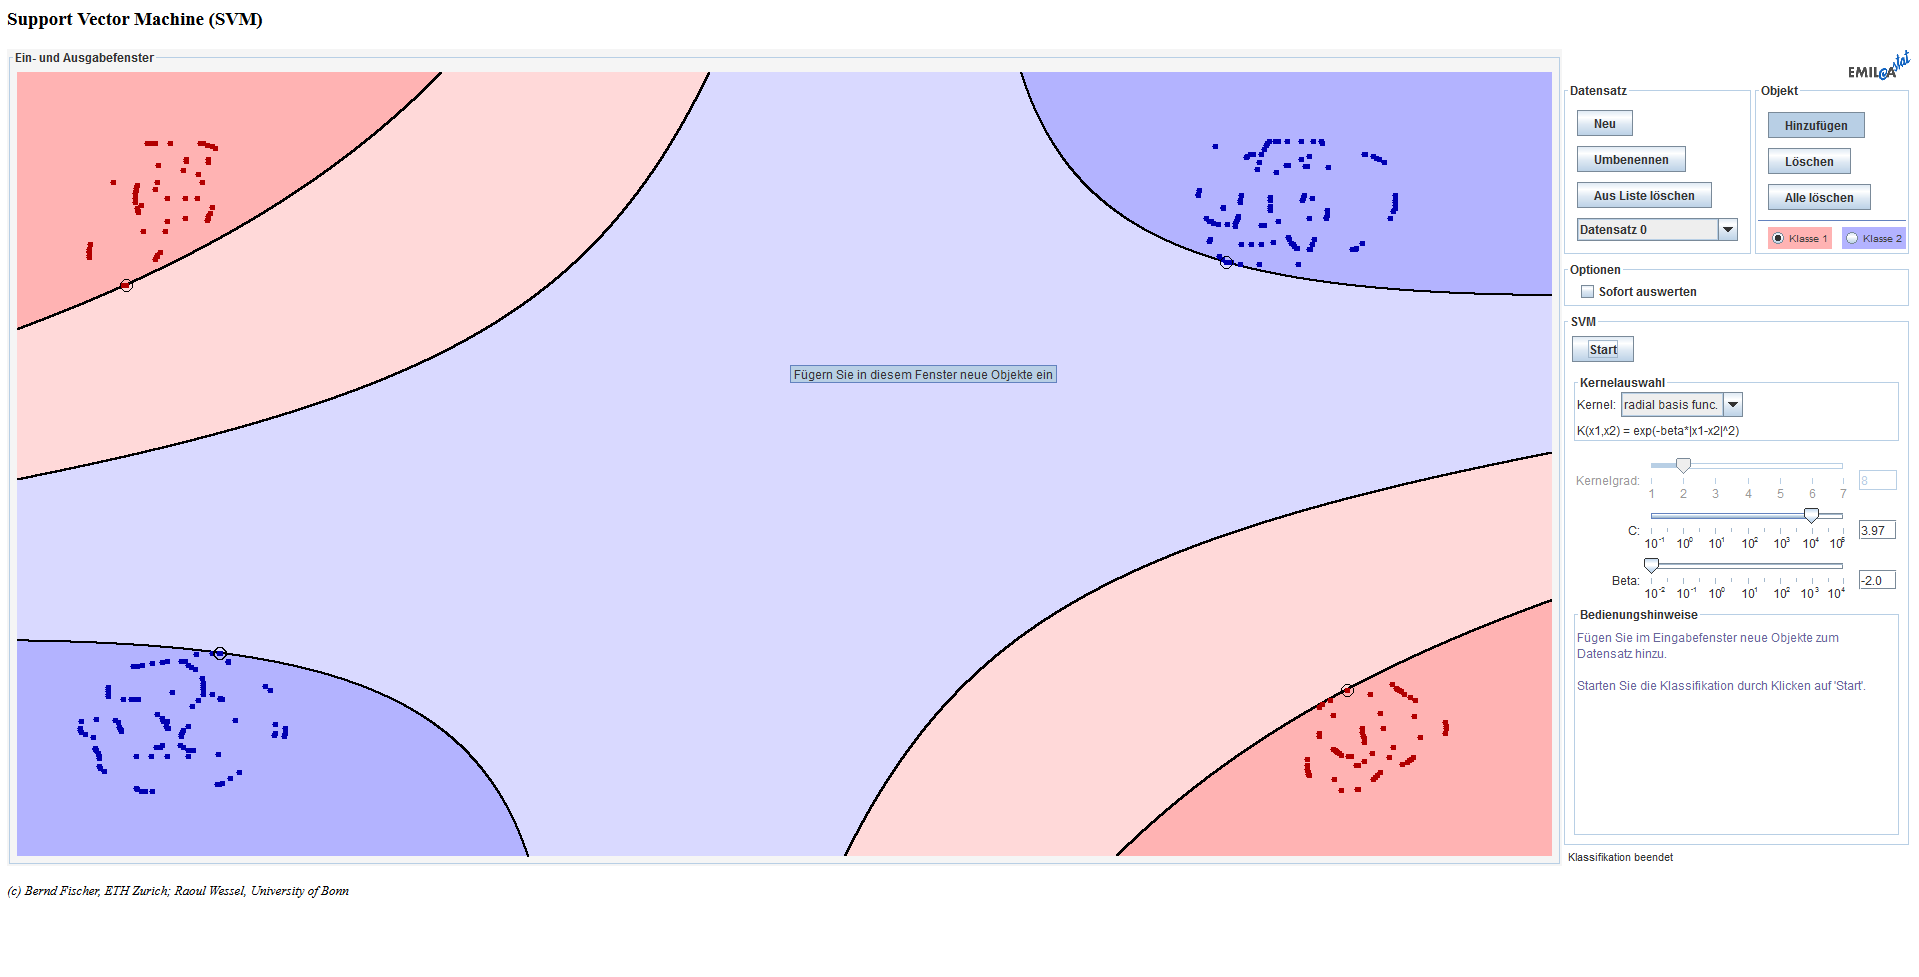 Support Vector Machine (SVM)
Ein- und Ausgabefenster
Fügern Sie in diesem Fenster neue Objekte ein
EMILeA stat
Datensatz
Neu
Umbenennen
Aus Liste löschen
Datensatz 0
Objekt
Hinzufügen
Löschen
Alle löschen
Klasse 1
Klasse 2
Optionen
Sofort auswerten
SVM
Start
Kernelauswahl
Kernel: radial basis func.
K(x1,x2) = exp(-beta*|x1-x2|^2)
Kernelgrad: 8
1 2 3 4 5 6 7
C: 3.97
10^-1 10^0 10^1 10^2 10^3 10^4 10^5
Beta: -2.0
10^-2 10^-1 10^0 10^1 10^2 10^3 10^4
Bedienungshinweise
Fügen Sie im Eingabefenster neue Objekte zum
Datensatz hinzu.
Starten Sie die Klassifikation durch Klicken auf 'Start'.
Klassifikation beendet
(c) Bernd Fischer, ETH Zurich; Raoul Wessel, University of Bonn